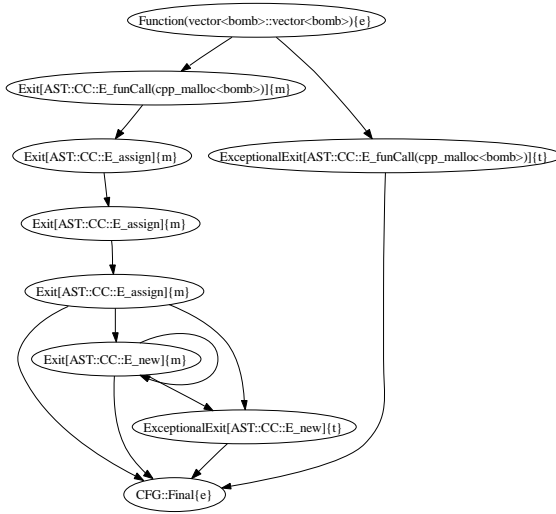 Function(vector<bomb>::vector<bomb>){e}
Exit[AST::CC::E_funCall(cpp_malloc<bomb>)]{m}
Exit[AST::CC::E_assign]{m}
ExceptionalExit[AST::CC::E_funCall(cpp_malloc<bomb>)]{t}
Exit[AST::CC::E_assign]{m}
Exit[AST::CC::E_assign]{m}
Exit[AST::CC::E_new]{m}
ExceptionalExit[AST::CC::E_new]{t}
CFG::Final{e}